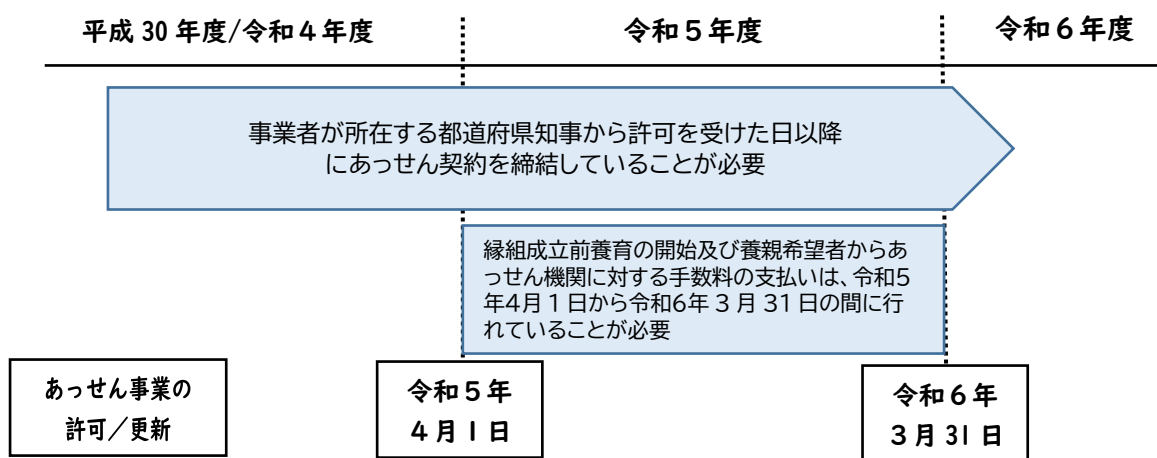 平成 30 年度/令和４年度
令和５年度
令和６年度
事業者が所在する都道府県知事から許可を受けた日以降
にあっせん契約を締結していることが必要
縁組成立前養育の開始及び養親希望者からあ
っせん機関に対する手数料の支払いは、令和5
年4月 1 日から令和6年 3 月 31 日の間に行
れていることが必要
あっせん事業の
許可／更新
令和５年
４月１日
令和６年
３月 31 日